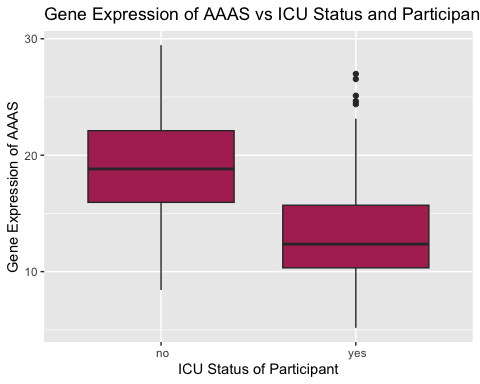 Gene Expression of AAAS vs ICU Status and Participan
30
20
10
Gene Expression of AAAS
no
yes
ICU Status of Participant